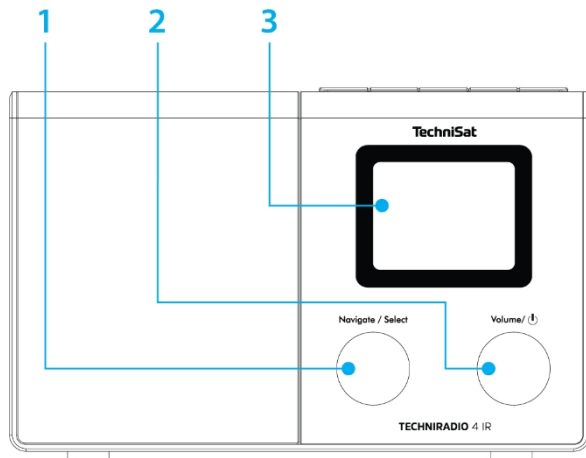 1 2 3
TechniSat
Navigate / Select Volume/ ⏻
TECHNIRADIO 4 IR